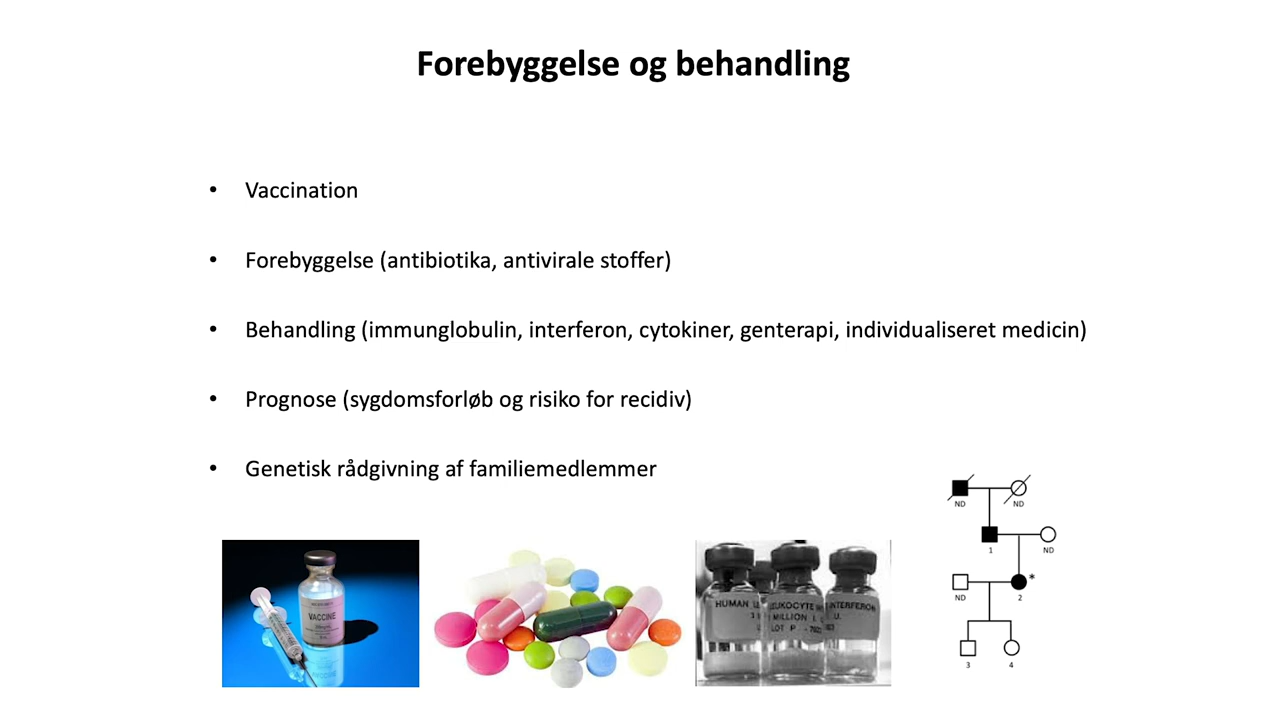 Forebyggelse og behandling
• Vaccination
• Forebyggelse (antibiotika, antivirale stoffer)
• Behandling (immunglobulin, interferon, cytokiner, genterapi, individualiseret medicin)
• Prognose (sygdomsforløb og risiko for recidiv)
• Genetisk rådgivning af familiemedlemmer
VACCINE
HUMAN LEUKOCYTE INTERFERON
MILLION
LOT P
ND ND
1 ND
*
ND 2
3 4